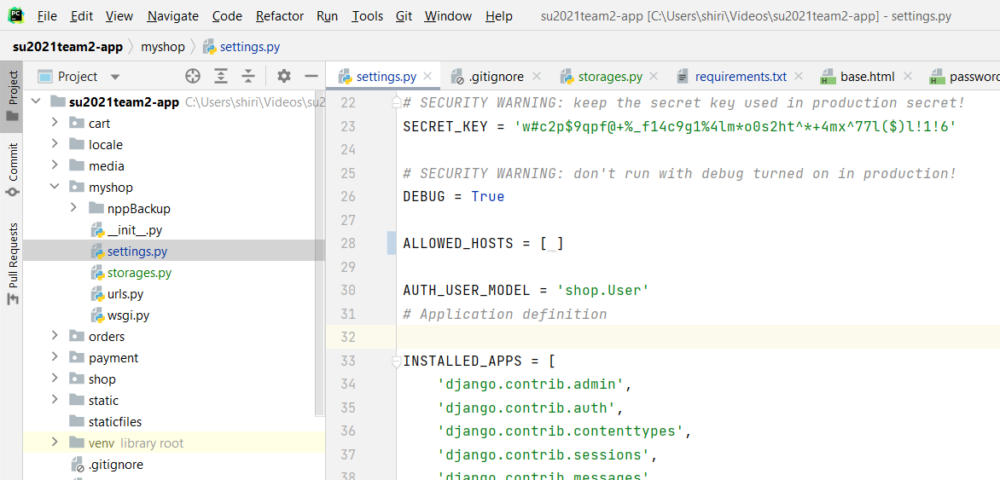 PC File Edit View Navigate Code Refactor Run Tools Git Window Help su2021team2-app [C:\Users\shiri\Videos\su2021team2-app] - settings.py
su2021team2-app myshop settings.py
Project
settings.py .gitignore storages.py requirements.txt base.html passwor
Project
Commit
Pull Requests
su2021team2-app C:\Users\shiri\Videos\su2
cart
locale
media
myshop
nppBackup
__init__.py
settings.py
storages.py
urls.py
wsgi.py
orders
payment
shop
static
staticfiles
venv library root
.gitignore
22 # SECURITY WARNING: keep the secret key used in production secret!
23 SECRET_KEY = 'w#c2p$9qpf@+%_f14c9g1%4lm*o0s2ht^*+4mx^77l($)l!1!6'
24
25 # SECURITY WARNING: don't run with debug turned on in production!
26 DEBUG = True
27
28 ALLOWED_HOSTS = [ ]
29
30 AUTH_USER_MODEL = 'shop.User'
31 # Application definition
32
33 INSTALLED_APPS = [
34 'django.contrib.admin',
35 'django.contrib.auth',
36 'django.contrib.contenttypes',
37 'django.contrib.sessions',
38 'django.contrib.messages'